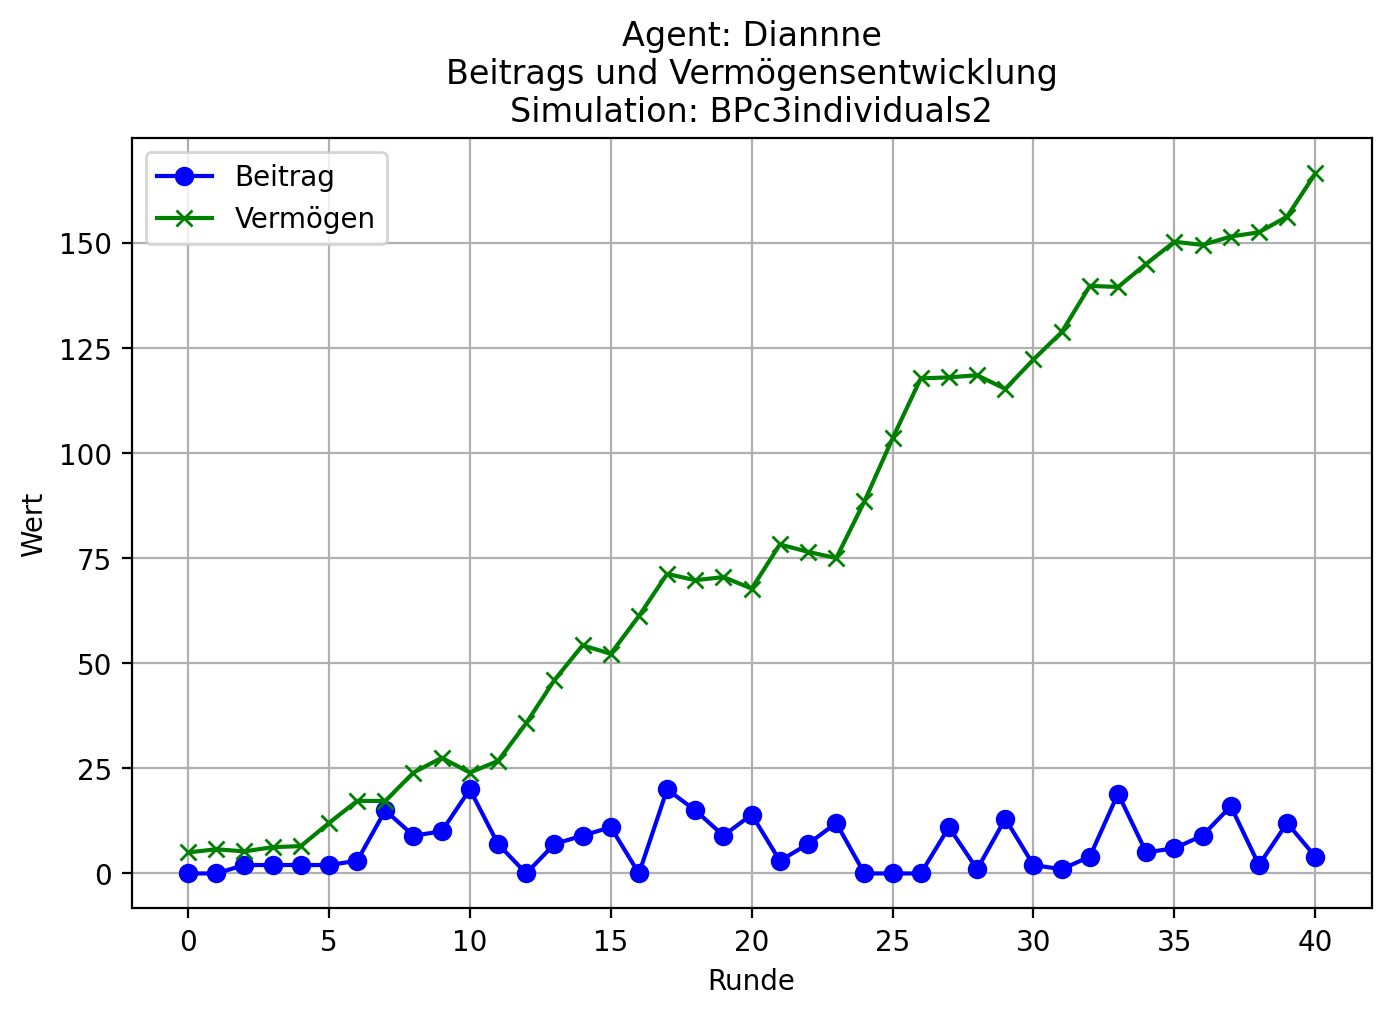 Agent: Diannne
Beitrags und Vermögensentwicklung
Simulation: BPc3individuals2
Beitrag
Vermögen
150
125
100
75
50
25
0
Wert
0 5 10 15 20 25 30 35 40
Runde